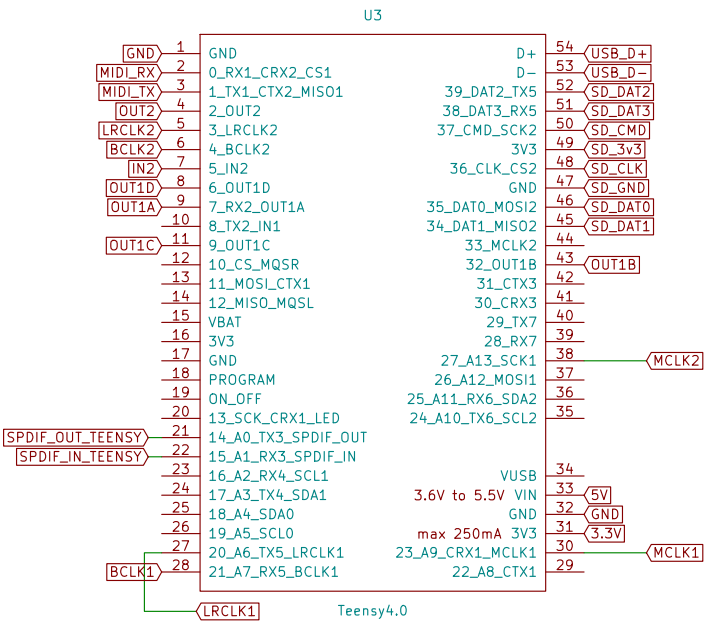 U3
GND 1 GND D+ 54 USB_D+
MIDI_RX 2 0_RX1_CRX2_CS1 D- 53 USB_D-
MIDI_TX 3 1_TX1_CTX2_MISO1 39_DAT2_TX5 52 SD_DAT2
OUT2 4 2_OUT2 38_DAT3_RX5 51 SD_DAT3
LRCLK2 5 3_LRCLK2 37_CMD_SCK2 50 SD_CMD
BCLK2 6 4_BCLK2 3V3 49 SD_3v3
IN2 7 5_IN2 36_CLK_CS2 48 SD_CLK
OUT1D 8 6_OUT1D GND 47 SD_GND
OUT1A 9 7_RX2_OUT1A 35_DAT0_MOSI2 46 SD_DAT0
10 8_TX2_IN1 34_DAT1_MISO2 45 SD_DAT1
OUT1C 11 9_OUT1C 33_MCLK2 44
12 10_CS_MQSR 32_OUT1B 43 OUT1B
13 11_MOSI_CTX1 31_CTX3 42
14 12_MISO_MQSL 30_CRX3 41
15 VBAT 29_TX7 40
16 3V3 28_RX7 39
17 GND 27_A13_SCK1 38 MCLK2
18 PROGRAM 26_A12_MOSI1 37
19 ON_OFF 25_A11_RX6_SDA2 36
20 13_SCK_CRX1_LED 24_A10_TX6_SCL2 35
SPDIF_OUT_TEENSY 21 14_A0_TX3_SPDIF_OUT
SPDIF_IN_TEENSY 22 15_A1_RX3_SPDIF_IN
23 16_A2_RX4_SCL1 VUSB 34
24 17_A3_TX4_SDA1 3.6V to 5.5V VIN 33 5V
25 18_A4_SDA0 GND 32 GND
26 19_A5_SCL0 max 250mA 3V3 31 3.3V
27 20_A6_TX5_LRCLK1 23_A9_CRX1_MCLK1 30 MCLK1
BCLK1 28 21_A7_RX5_BCLK1 22_A8_CTX1 29
LRCLK1 Teensy4.0